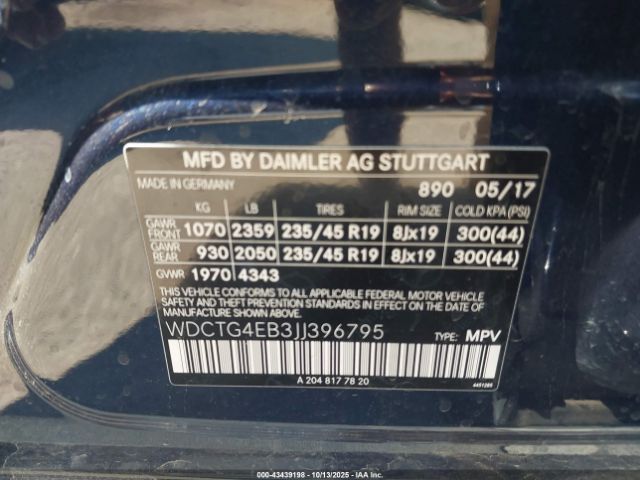 MFD BY DAIMLER AG STUTTGART
MADE IN GERMANY 890 05/17
KG LB TIRES RIM SIZE COLD KPA (PSI)
GAWR FRONT 1070 2359 235/45 R19 8Jx19 300(44)
GAWR REAR 930 2050 235/45 R19 8Jx19 300(44)
GVWR 1970 4343
THIS VEHICLE CONFORMS TO ALL APPLICABLE FEDERAL MOTOR VEHICLE
SAFETY AND THEFT PREVENTION STANDARDS IN EFFECT ON THE DATE OF
MANUFACTURE SHOWN ABOVE.
WDCTG4EB3JJ396795 TYPE: MPV
A 204 817 78 20
© 43439198 - 10/13/2025 - IAA Inc.